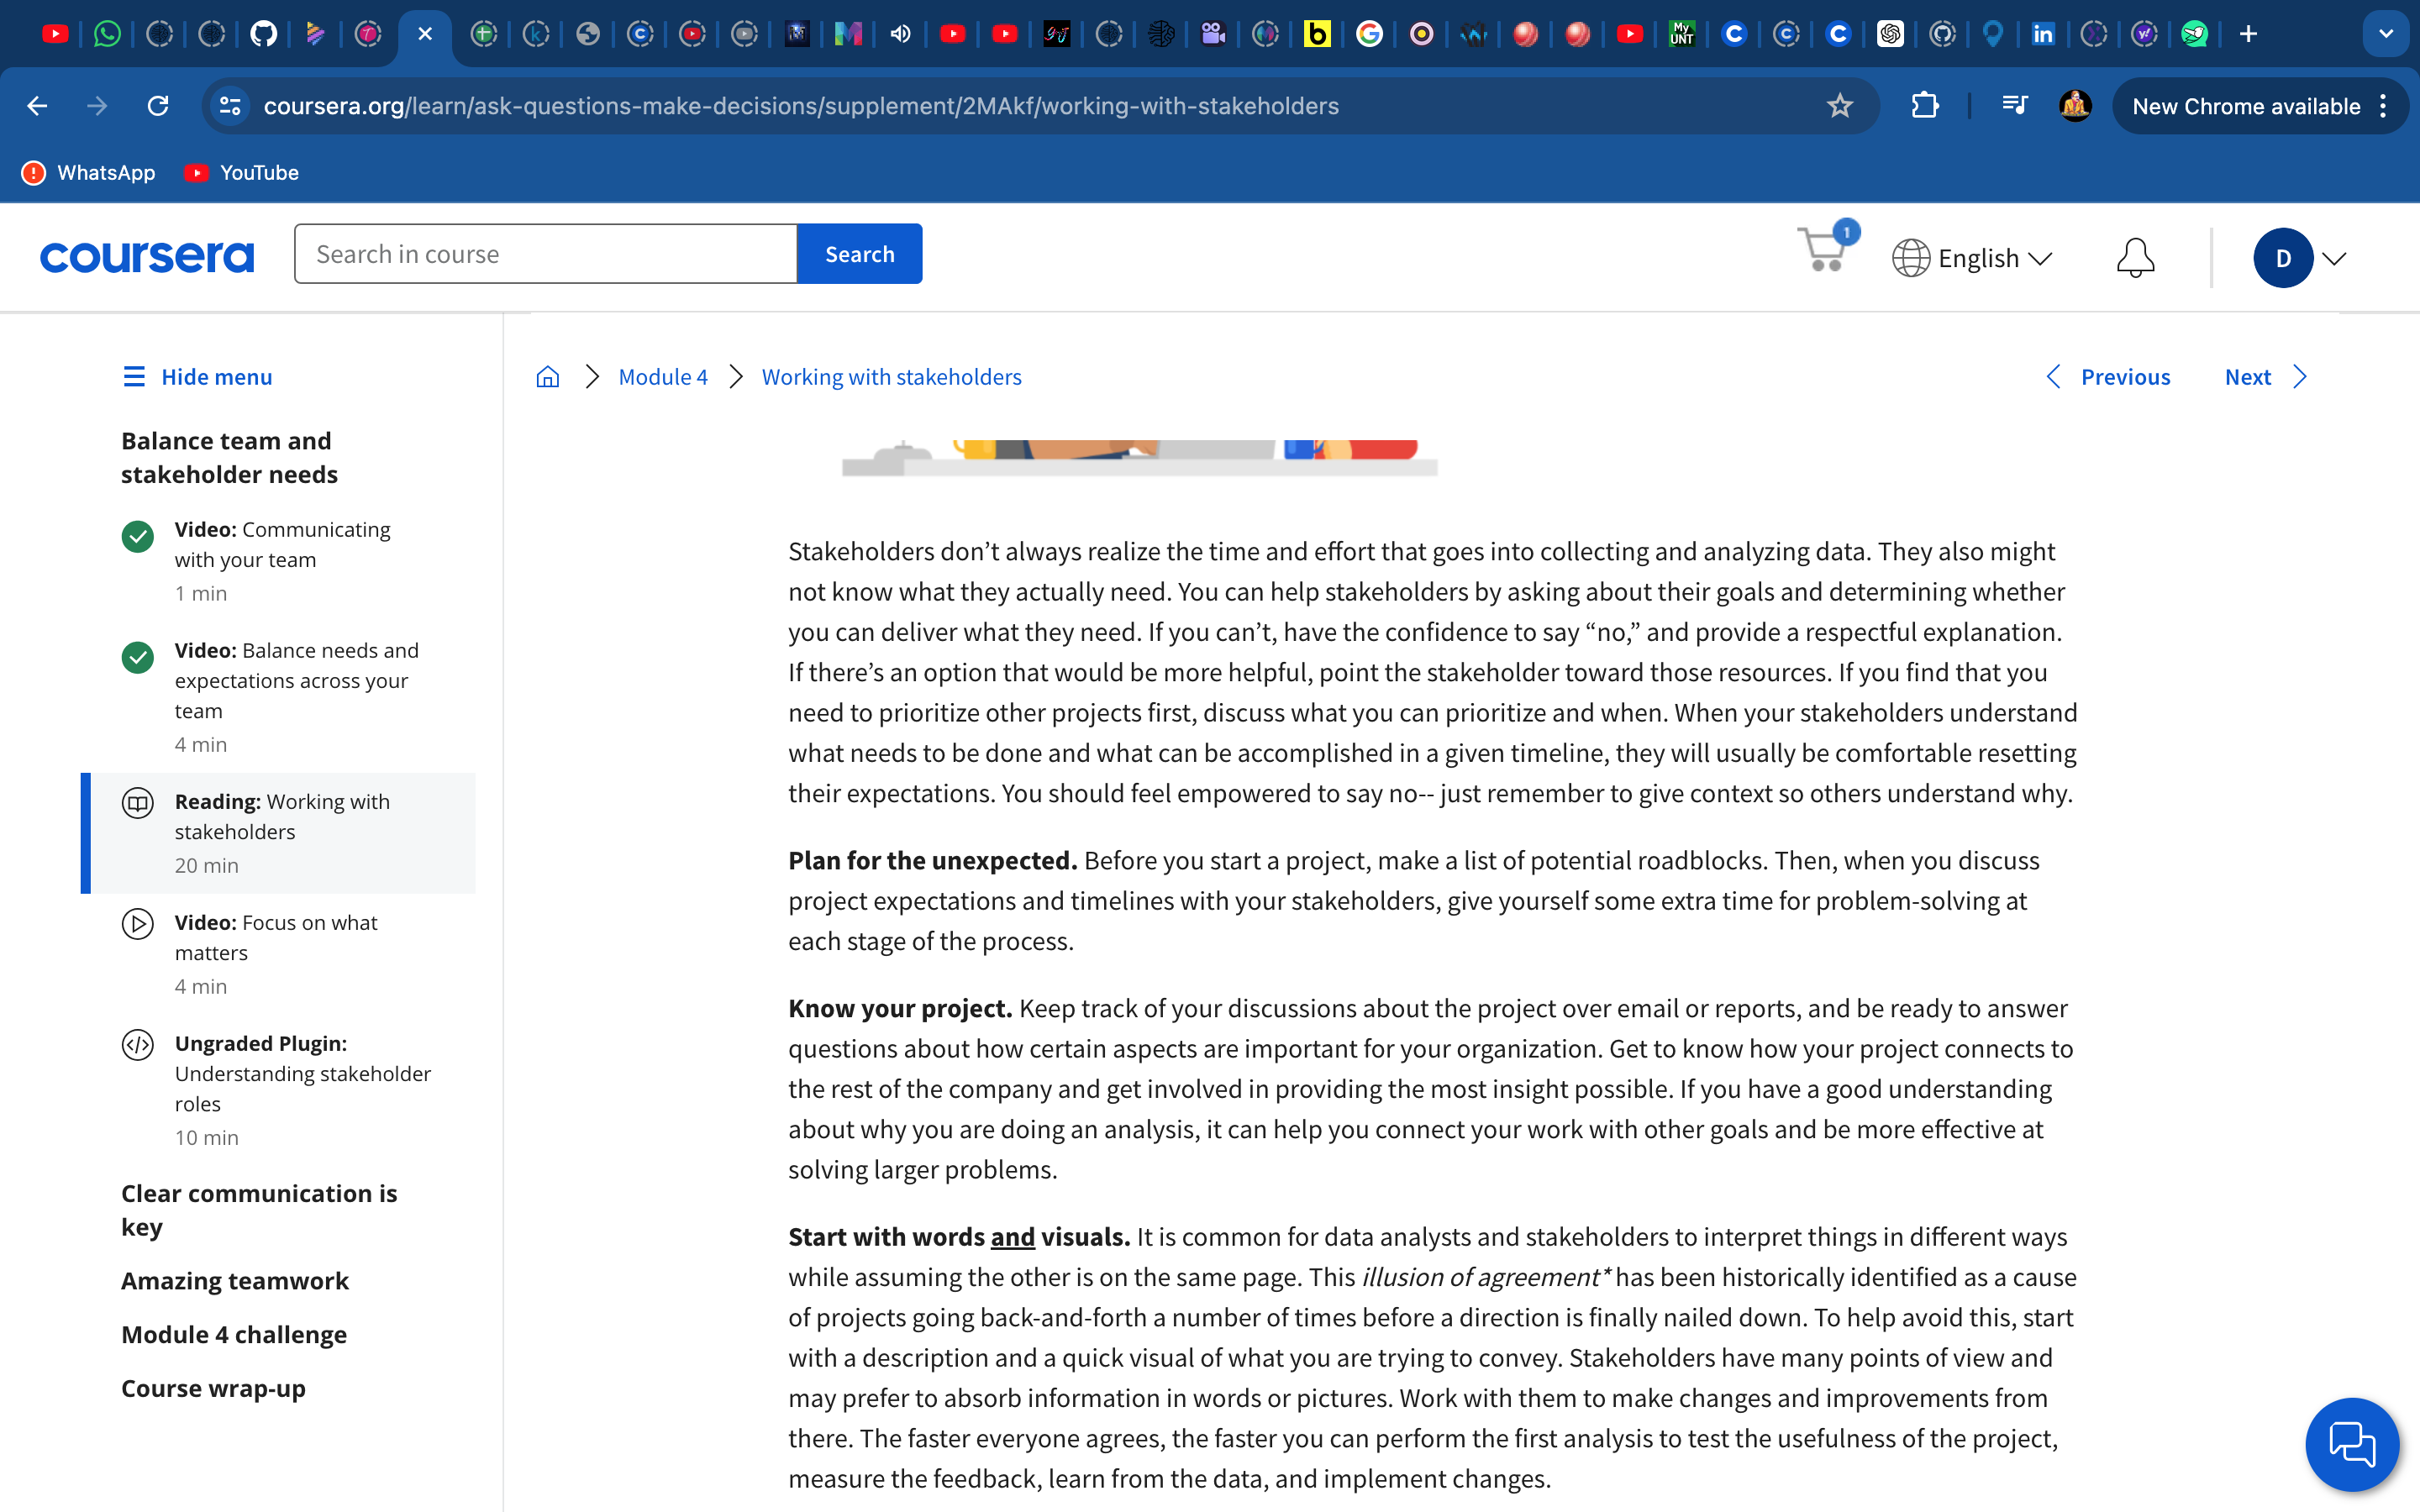 coursera.org/learn/ask-questions-make-decisions/supplement/2MAkf/working-with-stakeholders
New Chrome available
WhatsApp
YouTube
coursera
Search in course
Search
1
English
D
Hide menu
Module 4
Working with stakeholders
Previous
Next
Balance team and
stakeholder needs
Video: Communicating
with your team
1 min
Video: Balance needs and
expectations across your
team
4 min
Reading: Working with
stakeholders
20 min
Video: Focus on what
matters
4 min
Ungraded Plugin:
Understanding stakeholder
roles
10 min
Clear communication is
key
Amazing teamwork
Module 4 challenge
Course wrap-up
Stakeholders don’t always realize the time and effort that goes into collecting and analyzing data. They also might
not know what they actually need. You can help stakeholders by asking about their goals and determining whether
you can deliver what they need. If you can’t, have the confidence to say “no,” and provide a respectful explanation.
If there’s an option that would be more helpful, point the stakeholder toward those resources. If you find that you
need to prioritize other projects first, discuss what you can prioritize and when. When your stakeholders understand
what needs to be done and what can be accomplished in a given timeline, they will usually be comfortable resetting
their expectations. You should feel empowered to say no-- just remember to give context so others understand why.
Plan for the unexpected. Before you start a project, make a list of potential roadblocks. Then, when you discuss
project expectations and timelines with your stakeholders, give yourself some extra time for problem-solving at
each stage of the process.
Know your project. Keep track of your discussions about the project over email or reports, and be ready to answer
questions about how certain aspects are important for your organization. Get to know how your project connects to
the rest of the company and get involved in providing the most insight possible. If you have a good understanding
about why you are doing an analysis, it can help you connect your work with other goals and be more effective at
solving larger problems.
Start with words and visuals. It is common for data analysts and stakeholders to interpret things in different ways
while assuming the other is on the same page. This illusion of agreement* has been historically identified as a cause
of projects going back-and-forth a number of times before a direction is finally nailed down. To help avoid this, start
with a description and a quick visual of what you are trying to convey. Stakeholders have many points of view and
may prefer to absorb information in words or pictures. Work with them to make changes and improvements from
there. The faster everyone agrees, the faster you can perform the first analysis to test the usefulness of the project,
measure the feedback, learn from the data, and implement changes.